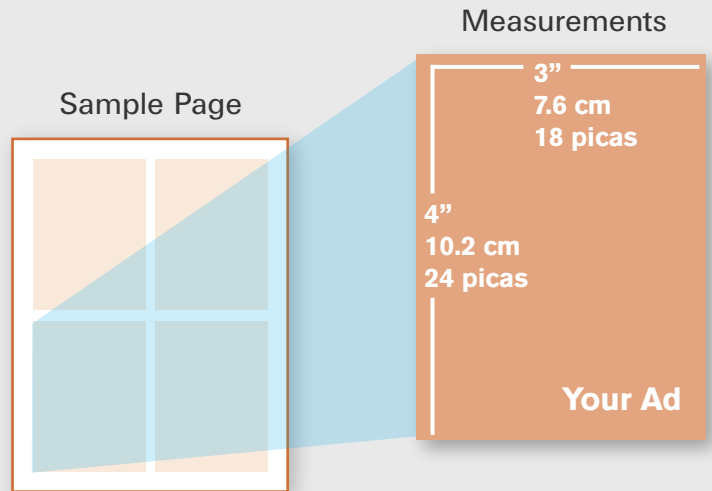 Measurements
Sample Page
3”
7.6 cm
18 picas
4”
10.2 cm
24 picas
Your Ad